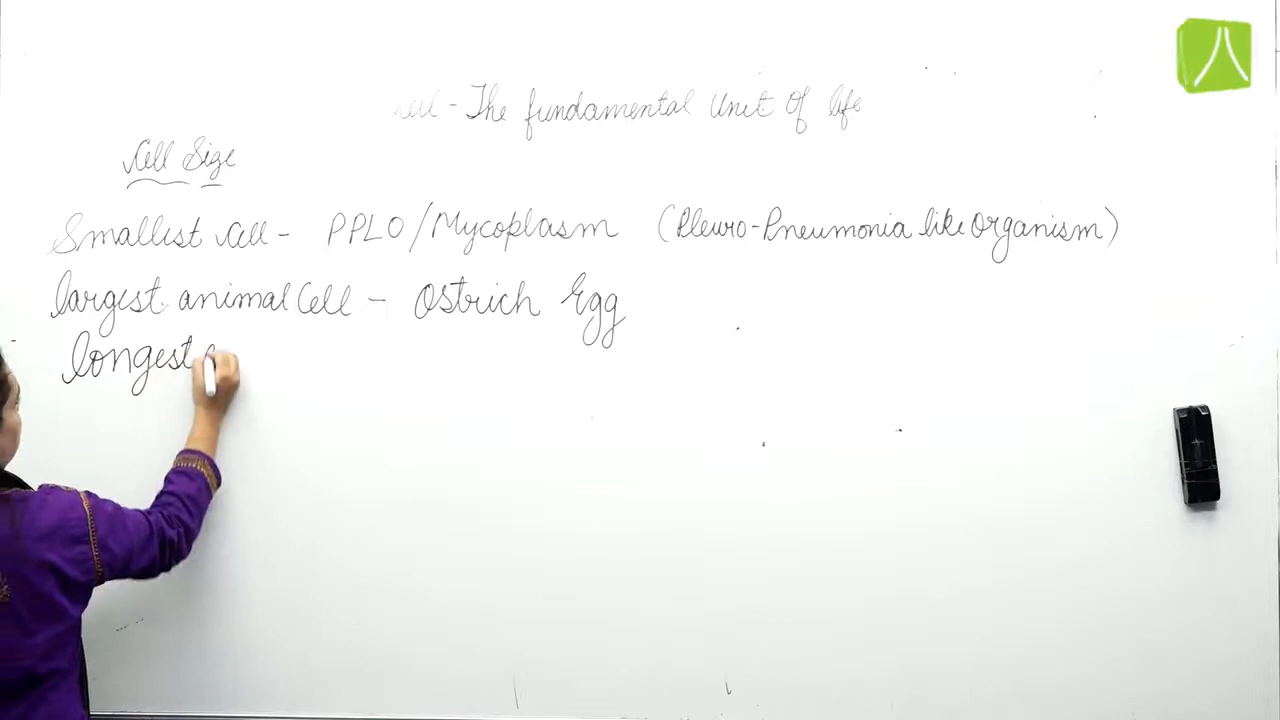 - The fundamental Unit Of life
Cell Size
Smallest Cell - PPLO/Mycoplasm (Pleuro-Pneumonia like Organism)
largest animal Cell - Ostrich Egg
longest